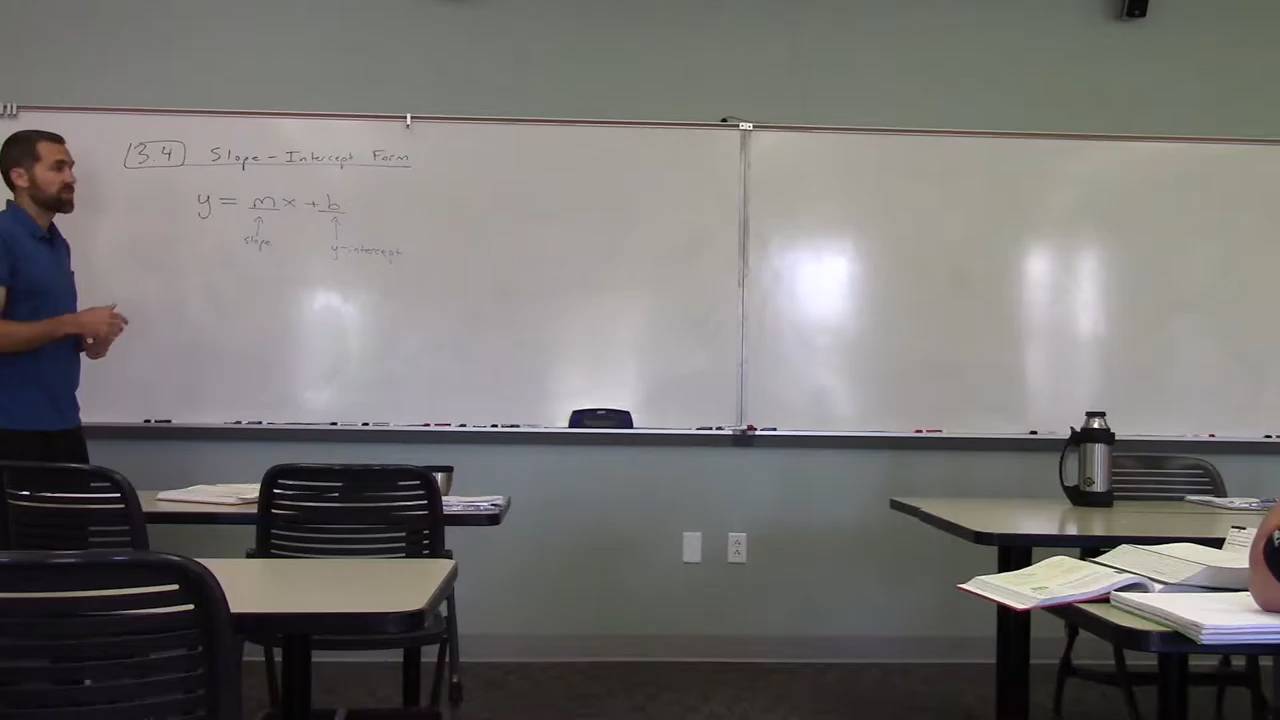 3.4 Slope-Intercept Form
y = mx + b
slope y-intercept